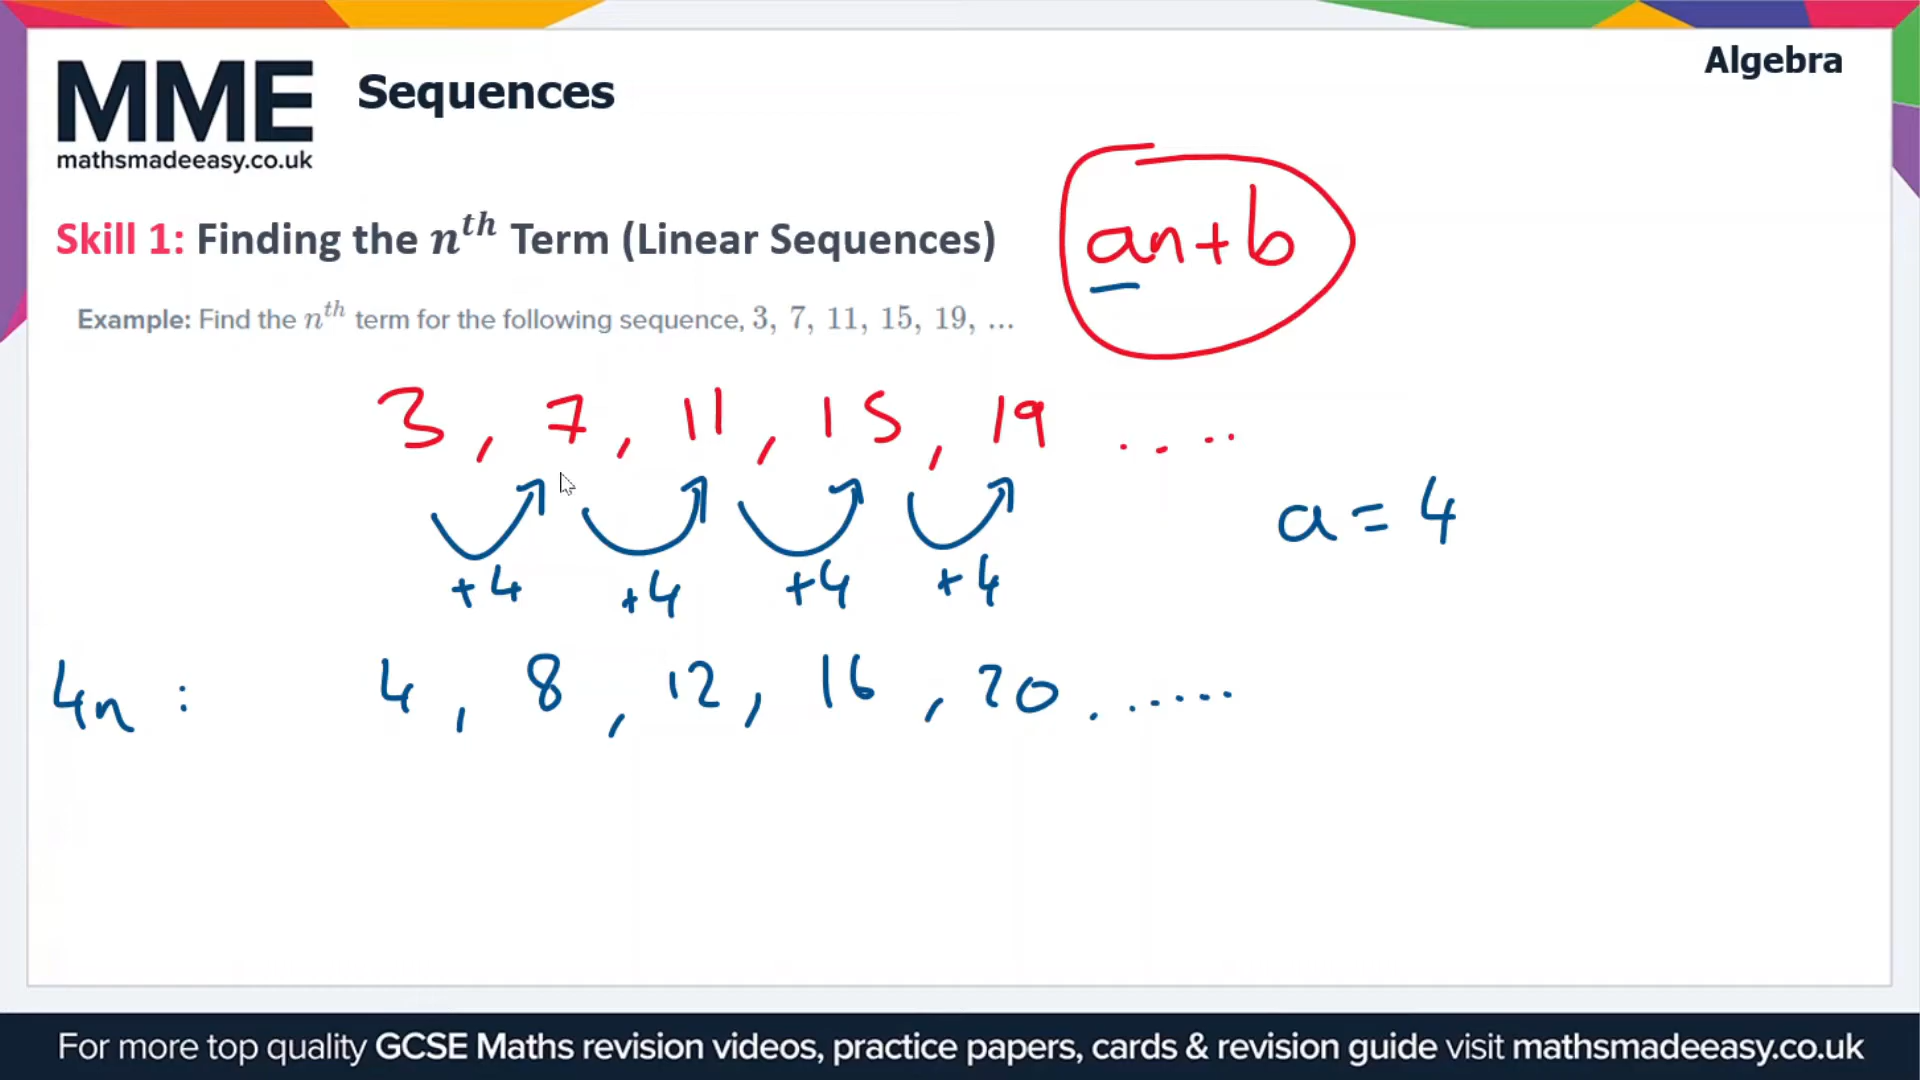 Algebra
MME Sequences
mathsmadeeasy.co.uk
an+b
Skill 1: Finding the nᵗʰ Term (Linear Sequences)
Example: Find the nᵗʰ term for the following sequence, 3, 7, 11, 15, 19, ...
3, 7, 11, 15, 19 ....
a = 4
+4 +4 +4 +4
4n : 4, 8, 12, 16, 20 ......
For more top quality GCSE Maths revision videos, practice papers, cards & revision guide visit mathsmadeeasy.co.uk